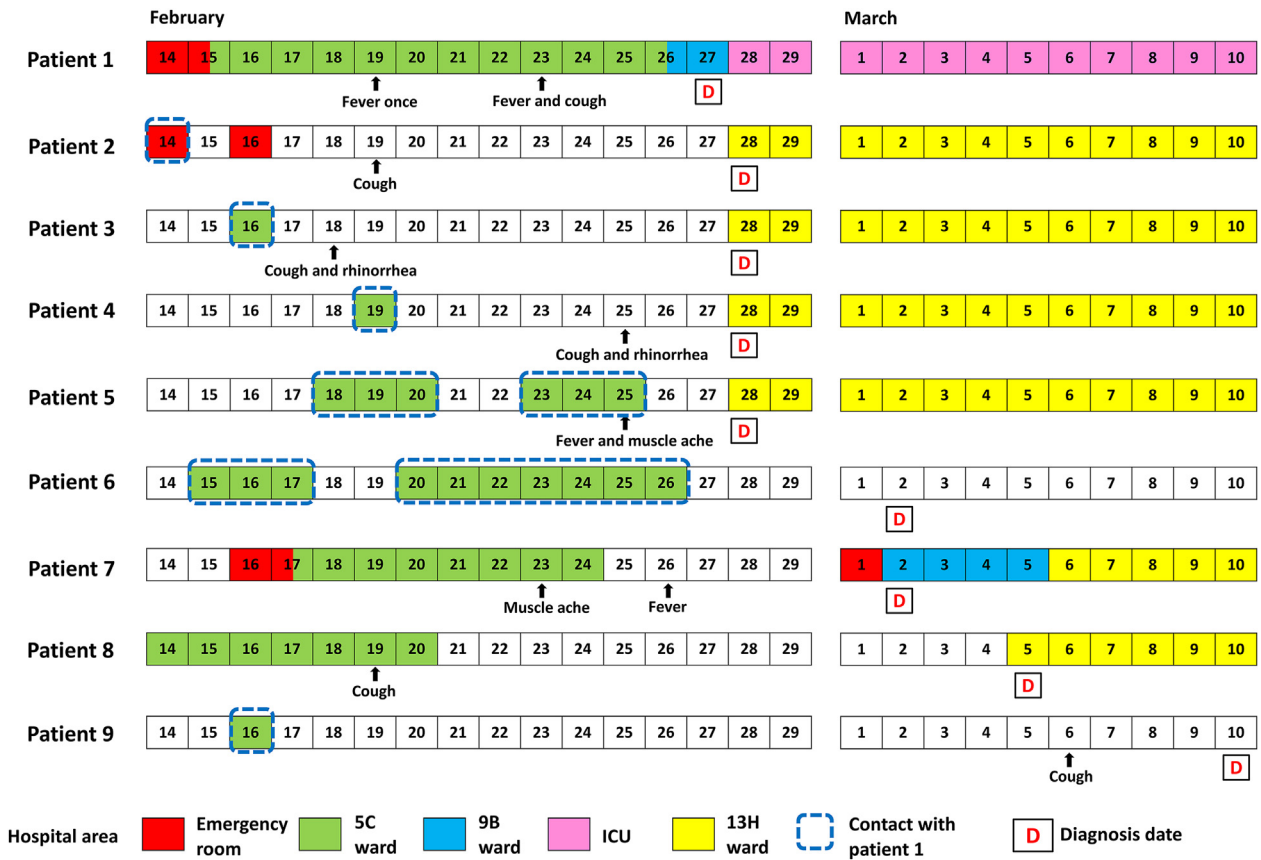 February March
Patient 1 14 15 16 17 18 19 20 21 22 23 24 25 26 27 28 29 1 2 3 4 5 6 7 8 9 10
Fever once Fever and cough D
Patient 2 14 15 16 17 18 19 20 21 22 23 24 25 26 27 28 29 1 2 3 4 5 6 7 8 9 10
Cough D
Patient 3 14 15 16 17 18 19 20 21 22 23 24 25 26 27 28 29 1 2 3 4 5 6 7 8 9 10
Cough and rhinorrhea D
Patient 4 14 15 16 17 18 19 20 21 22 23 24 25 26 27 28 29 1 2 3 4 5 6 7 8 9 10
Cough and rhinorrhea D
Patient 5 14 15 16 17 18 19 20 21 22 23 24 25 26 27 28 29 1 2 3 4 5 6 7 8 9 10
Fever and muscle ache D
Patient 6 14 15 16 17 18 19 20 21 22 23 24 25 26 27 28 29 1 2 3 4 5 6 7 8 9 10
D
Patient 7 14 15 16 17 18 19 20 21 22 23 24 25 26 27 28 29 1 2 3 4 5 6 7 8 9 10
Muscle ache Fever D
Patient 8 14 15 16 17 18 19 20 21 22 23 24 25 26 27 28 29 1 2 3 4 5 6 7 8 9 10
Cough D
Patient 9 14 15 16 17 18 19 20 21 22 23 24 25 26 27 28 29 1 2 3 4 5 6 7 8 9 10
Cough D
Hospital area
Emergency
room
5C
ward
9B
ward
ICU
13H
ward
Contact with
patient 1
D Diagnosis date